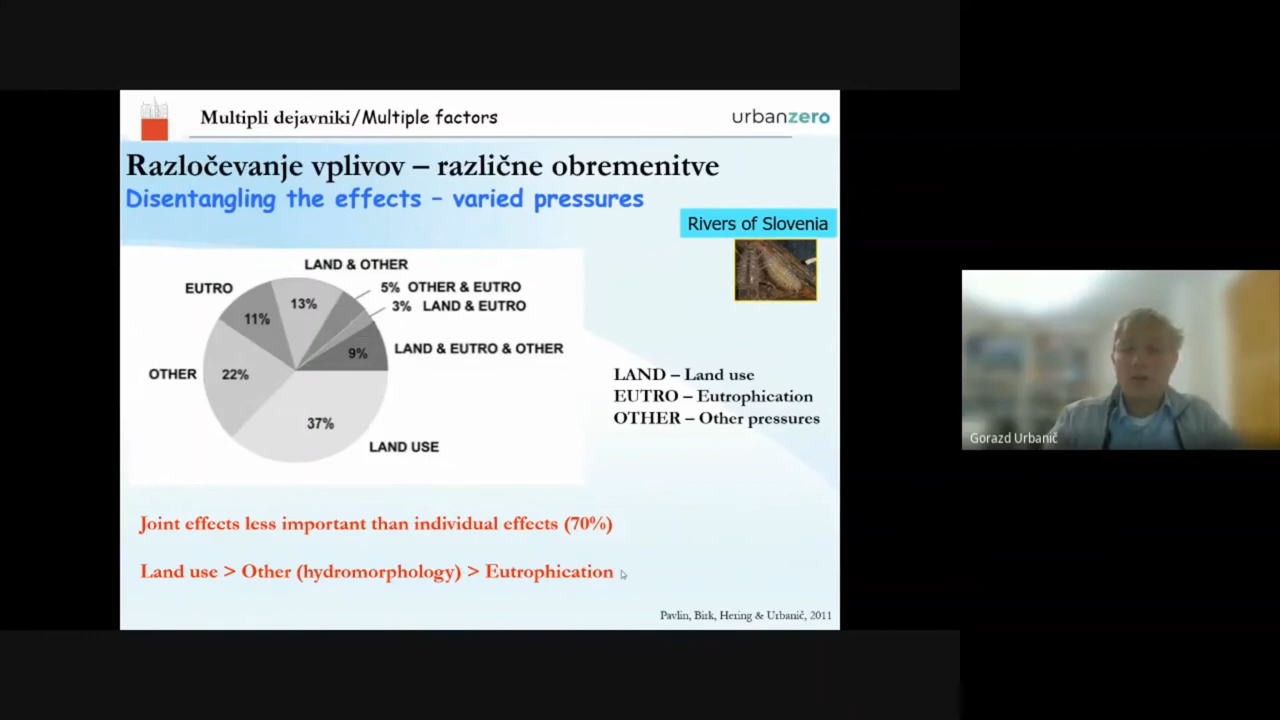 Multipli dejavniki/Multiple factors
urbanzero
Razločevanje vplivov – različne obremenitve
Disentangling the effects – varied pressures
Rivers of Slovenia
LAND & OTHER
EUTRO
5% OTHER & EUTRO
13%
3% LAND & EUTRO
11%
9%
LAND & EUTRO & OTHER
OTHER
22%
37%
LAND USE
LAND – Land use
EUTRO – Eutrophication
OTHER – Other pressures
Gorazd Urbanič
Joint effects less important than individual effects (70%)
Land use > Other (hydromorphology) > Eutrophication
Pavlin, Birk, Hering & Urbanič, 2011